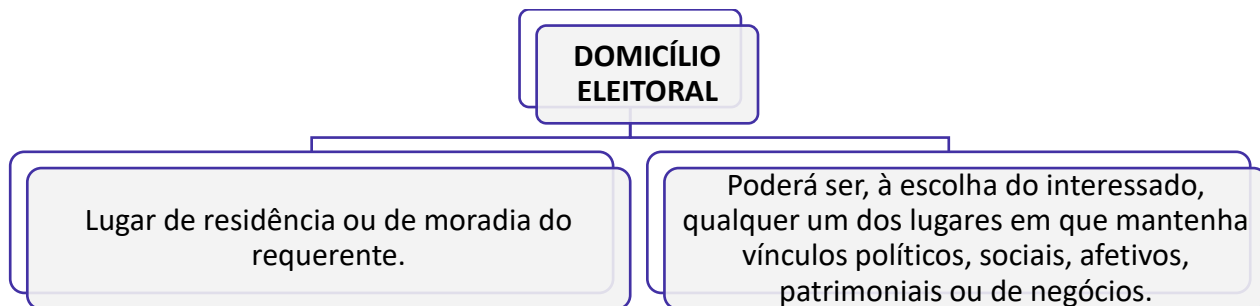 DOMICÍLIO
ELEITORAL
Lugar de residência ou de moradia do
requerente.
Poderá ser, à escolha do interessado,
qualquer um dos lugares em que mantenha
vínculos políticos, sociais, afetivos,
patrimoniais ou de negócios.